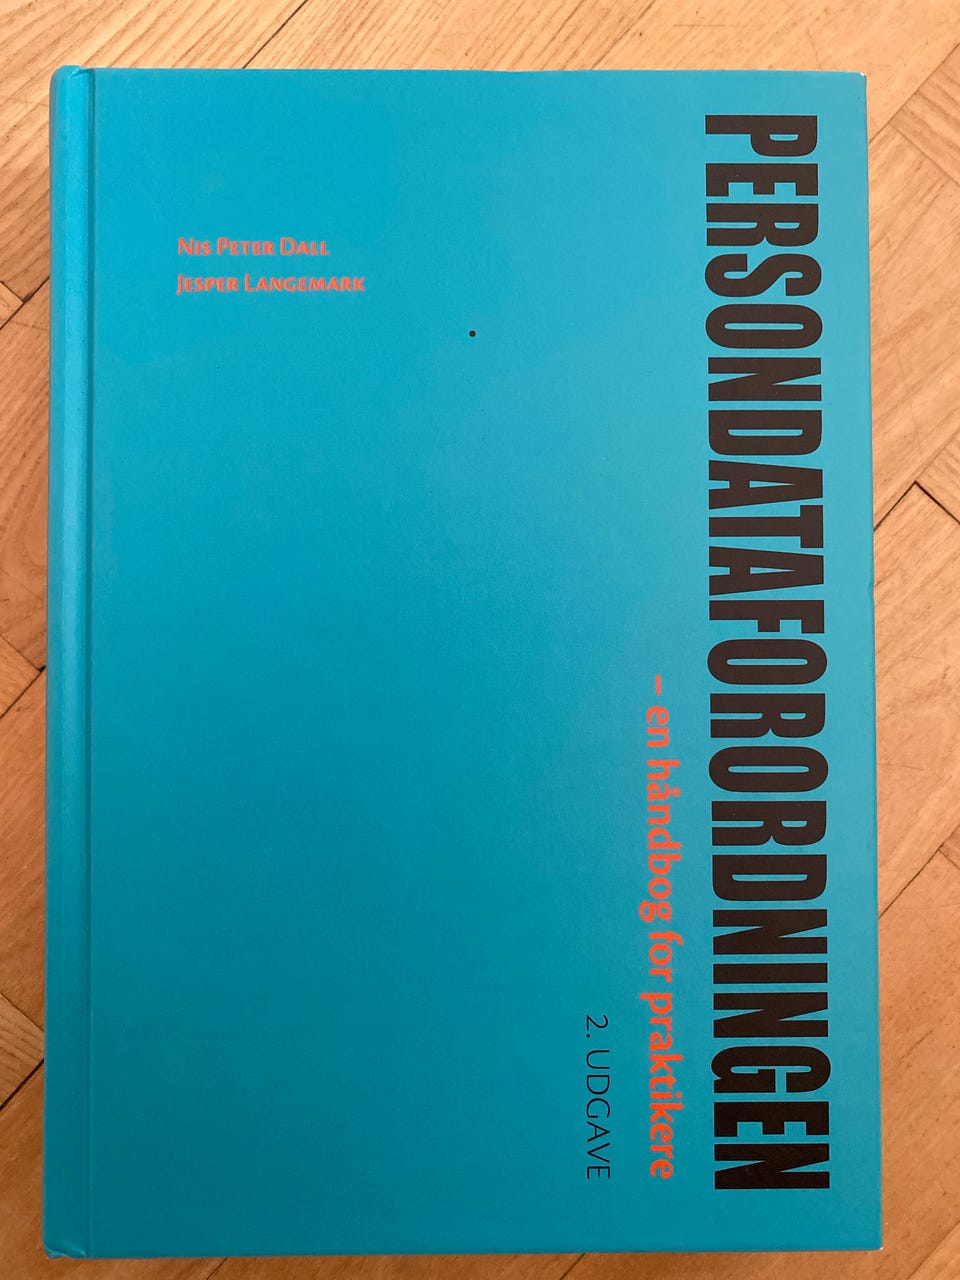 NIS PETER DALL
JESPER LANGEMARK
PERSONDATAFORORDNINGEN
– en håndbog for praktikere
2. UDGAVE